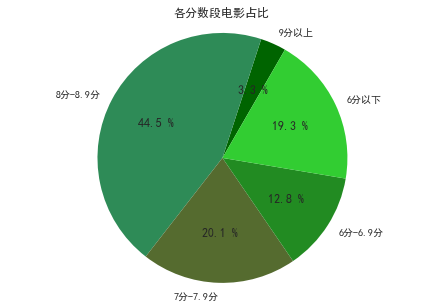 各分数段电影占比
9分以上
8分-8.9分
6分以下
44.5 %
19.3 %
12.8 %
20.1 %
6分-6.9分
7分-7.9分